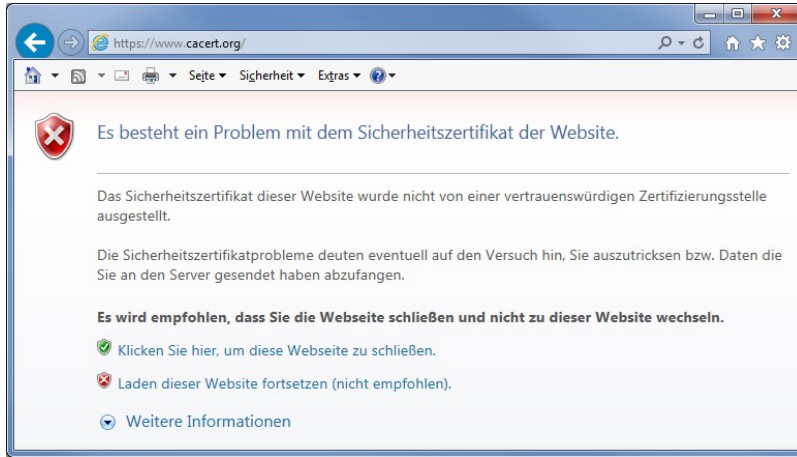 https://www.cacert.org/
Seite Sicherheit Extras
Es besteht ein Problem mit dem Sicherheitszertifikat der Website.
Das Sicherheitszertifikat dieser Website wurde nicht von einer vertrauenswürdigen Zertifizierungsstelle
ausgestellt.
Die Sicherheitszertifikatprobleme deuten eventuell auf den Versuch hin, Sie auszutricksen bzw. Daten die
Sie an den Server gesendet haben abzufangen.
Es wird empfohlen, dass Sie die Webseite schließen und nicht zu dieser Website wechseln.
Klicken Sie hier, um diese Webseite zu schließen.
Laden dieser Website fortsetzen (nicht empfohlen).
Weitere Informationen